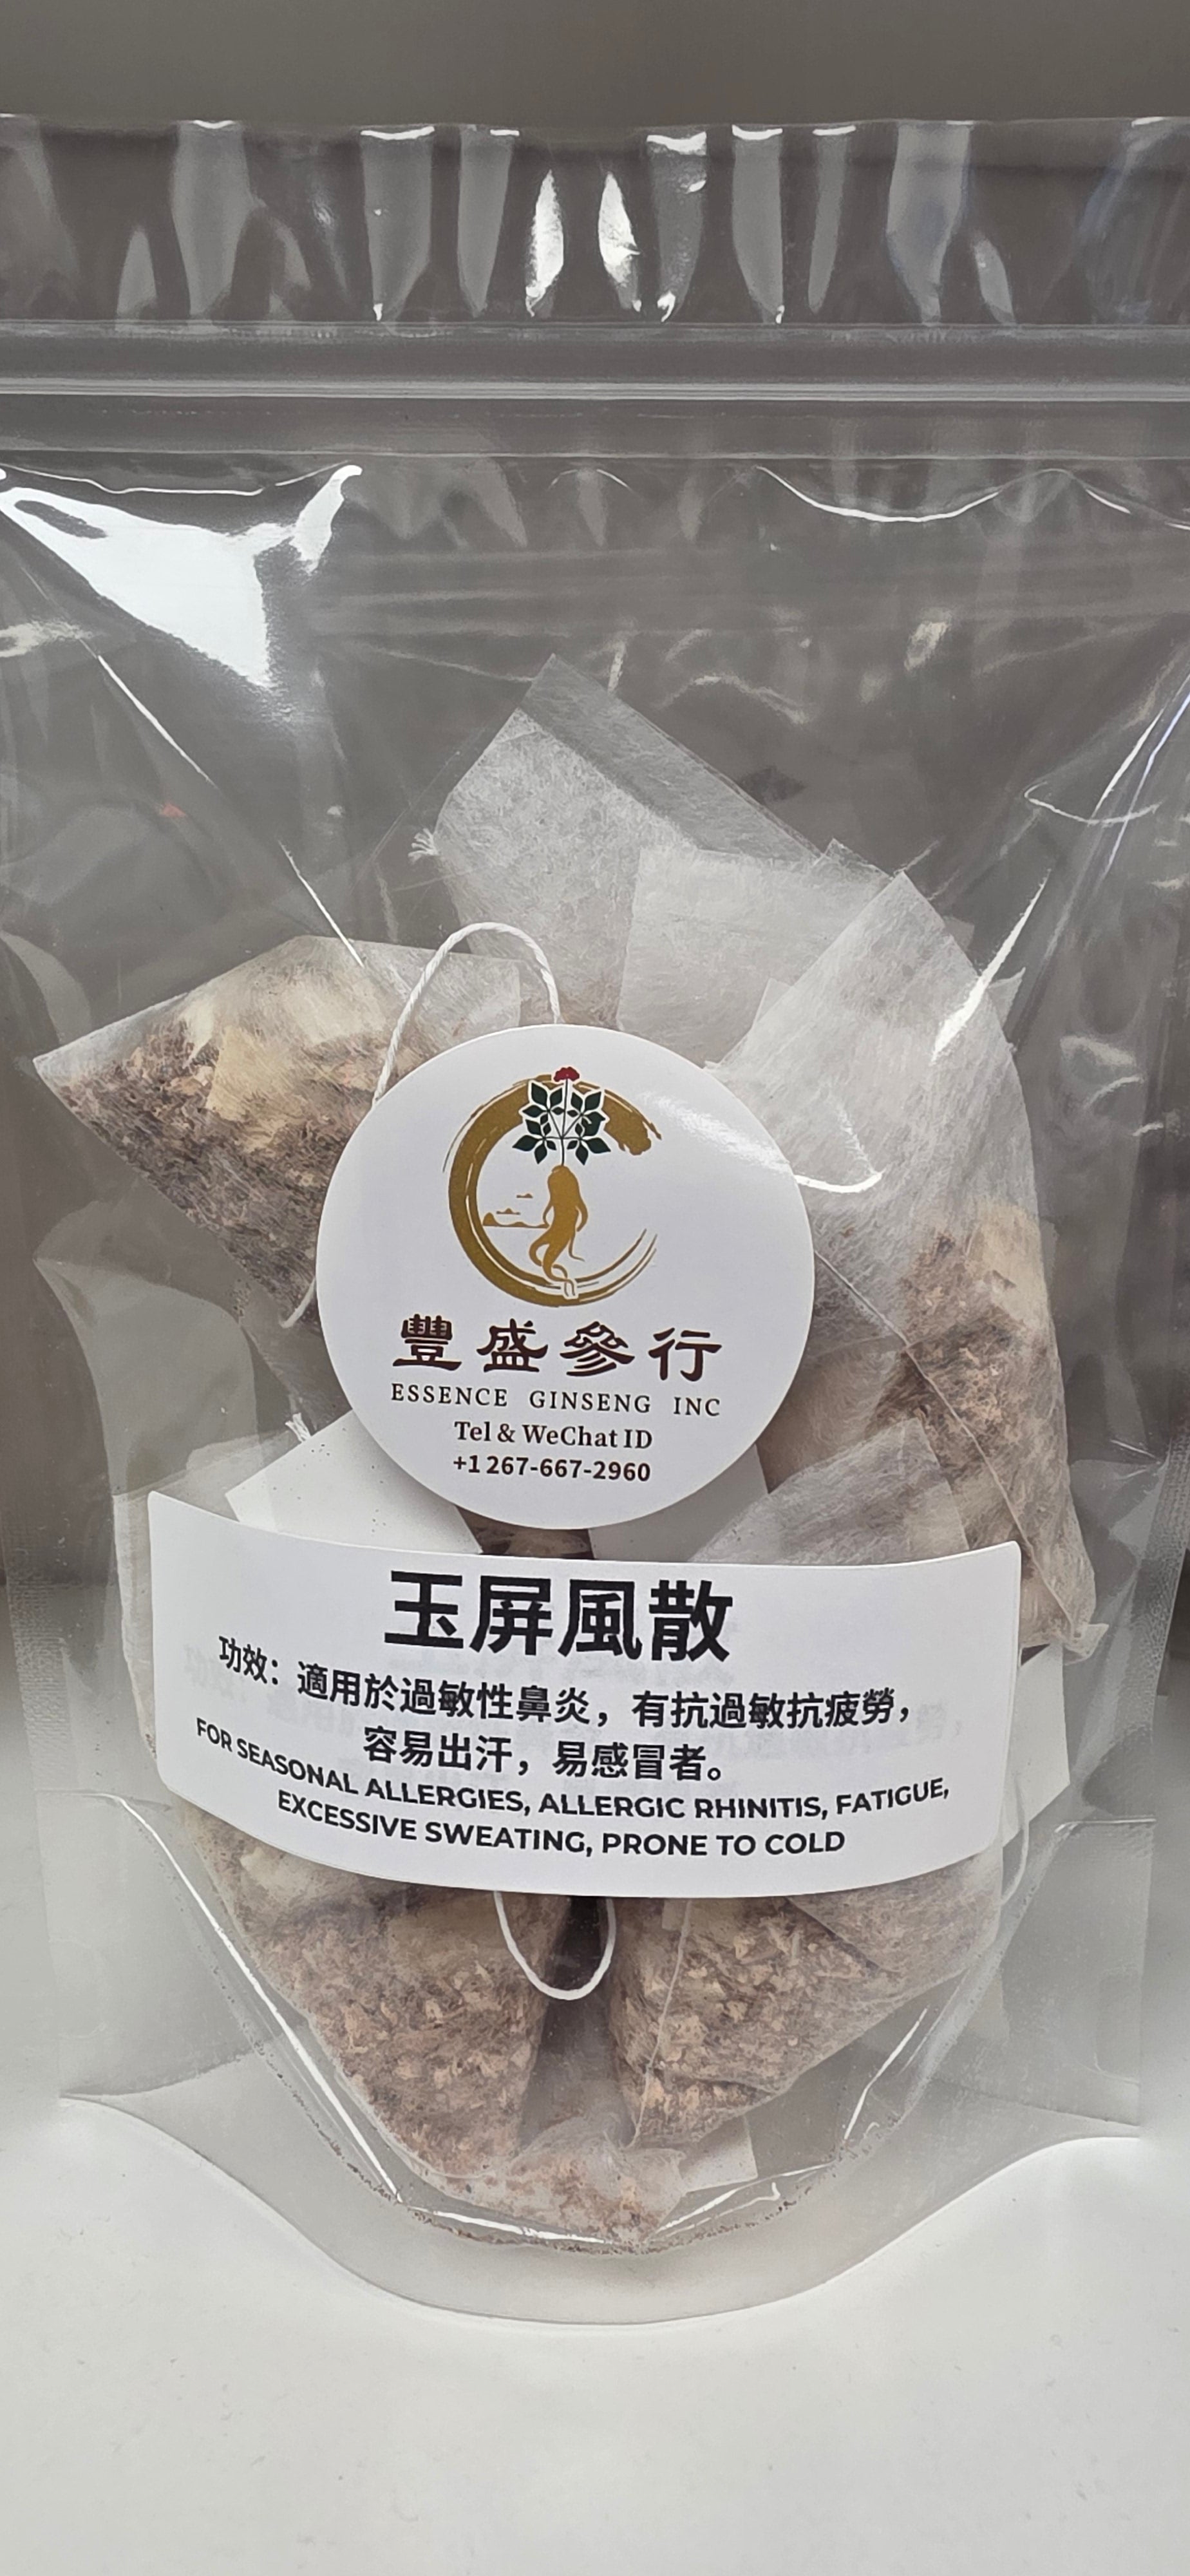 豐盛參行
ESSENCE GINSENG INC
Tel & WeChat ID
+1 267-667-2960
玉屏風散
功效：適用於過敏性鼻炎，有抗過敏抗疲勞，
容易出汗，易感冒者。
FOR SEASONAL ALLERGIES, ALLERGIC RHINITIS, FATIGUE,
EXCESSIVE SWEATING, PRONE TO COLD